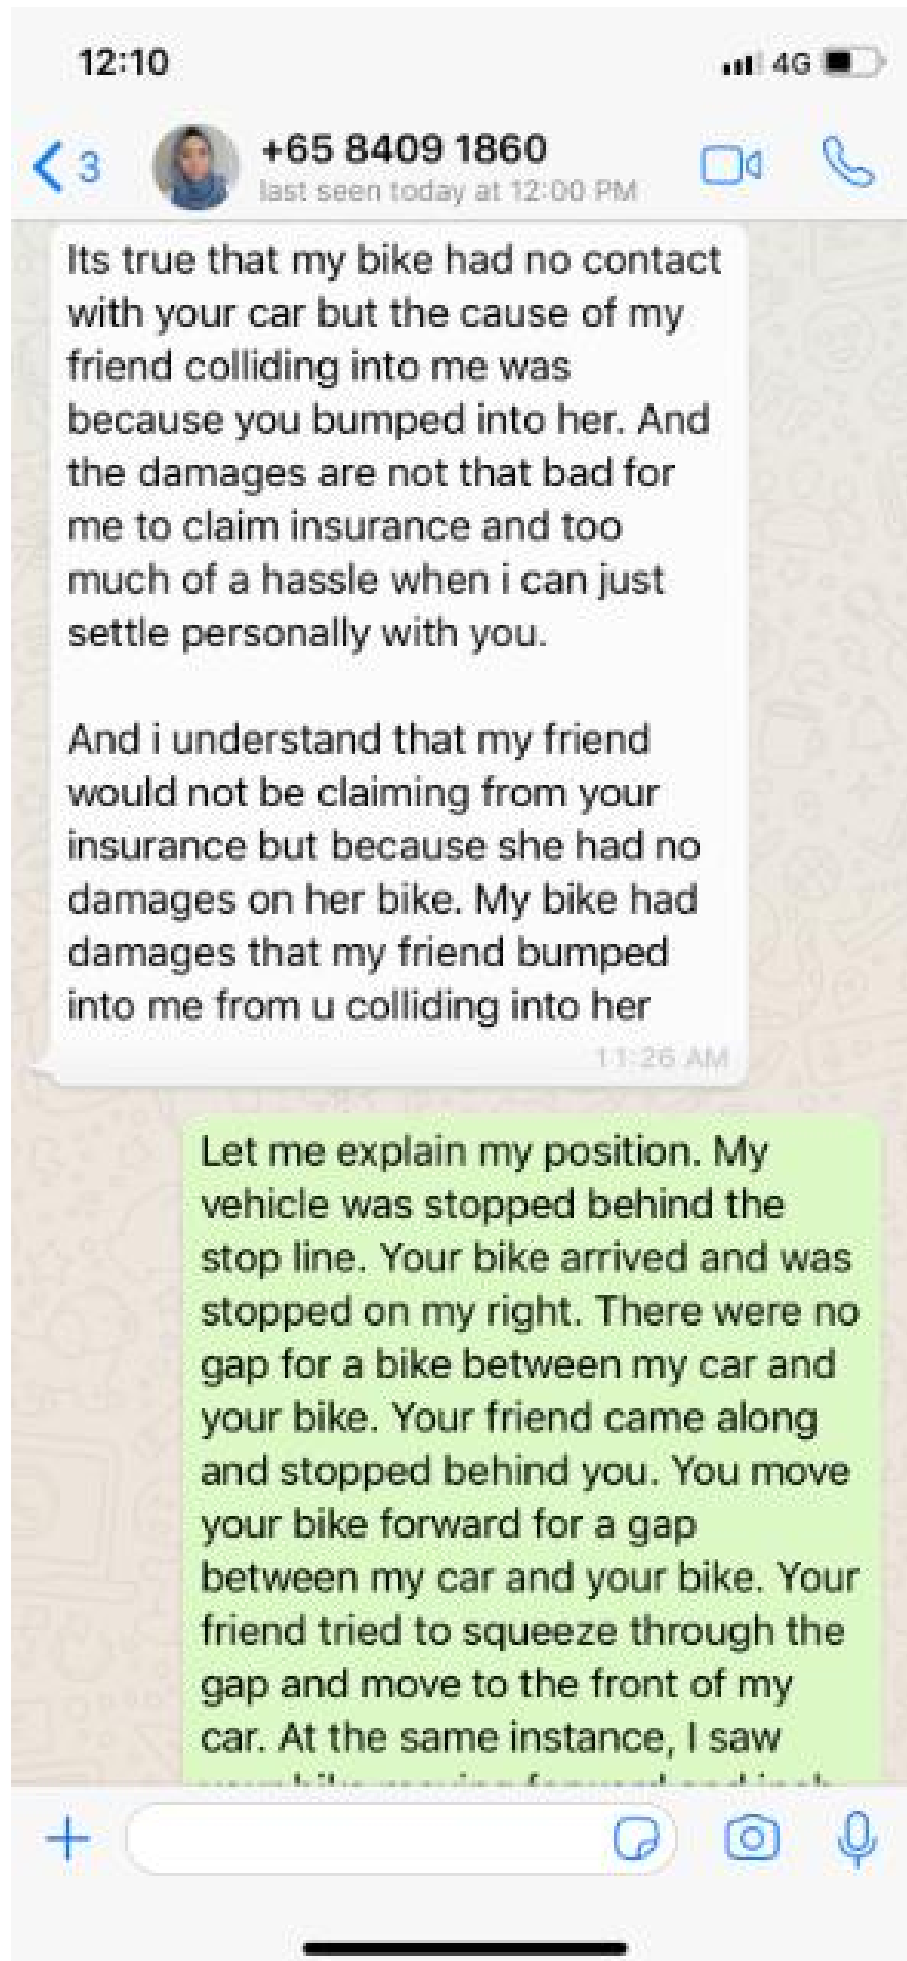 12:10
4G
3
+65 8409 1860
last seen today at 12:00 PM
Its true that my bike had no contact
with your car but the cause of my
friend colliding into me was
because you bumped into her. And
the damages are not that bad for
me to claim insurance and too
much of a hassle when i can just
settle personally with you.
And i understand that my friend
would not be claiming from your
insurance but because she had no
damages on her bike. My bike had
damages that my friend bumped
into me from u colliding into her
11:26 AM
Let me explain my position. My
vehicle was stopped behind the
stop line. Your bike arrived and was
stopped on my right. There were no
gap for a bike between my car and
your bike. Your friend came along
and stopped behind you. You move
your bike forward for a gap
between my car and your bike. Your
friend tried to squeeze through the
gap and move to the front of my
car. At the same instance, I saw